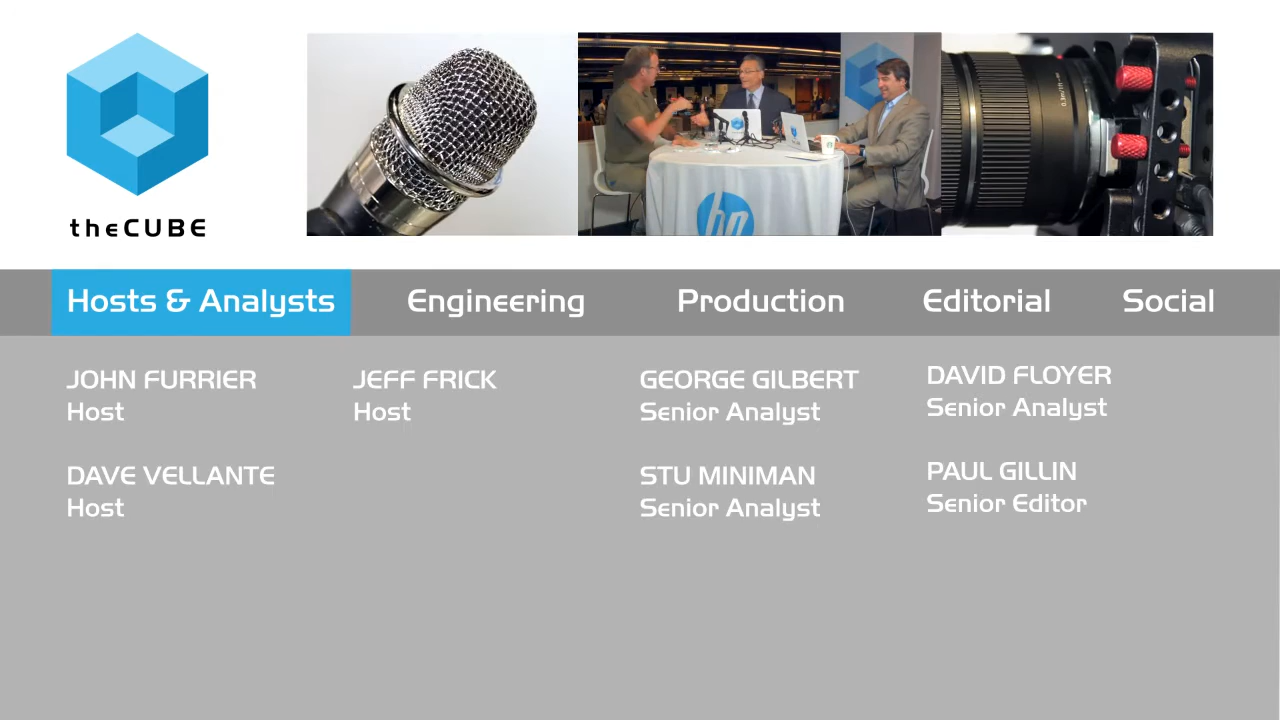 theCUBE
hp
Hosts & Analysts
Engineering
Production
Editorial
Social
JOHN FURRIER
Host
JEFF FRICK
Host
GEORGE GILBERT
Senior Analyst
DAVID FLOYER
Senior Analyst
DAVE VELLANTE
Host
STU MINIMAN
Senior Analyst
PAUL GILLIN
Senior Editor